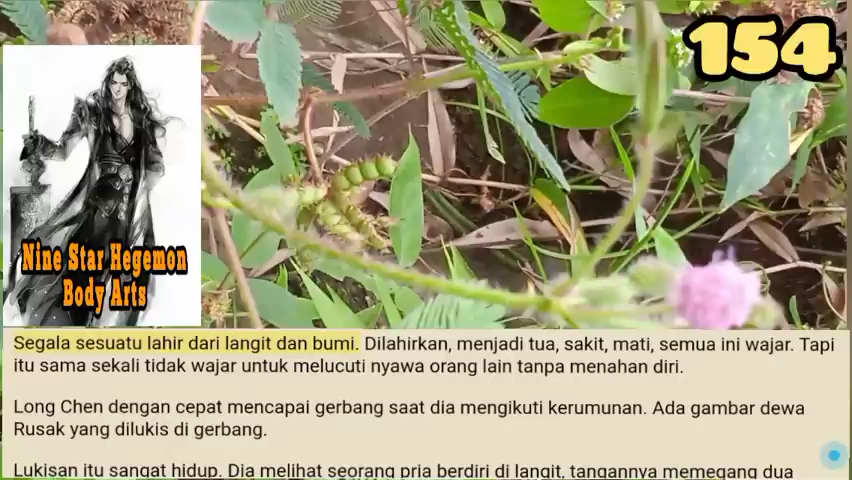 154
Nine Star Hegemon
Body Arts
Segala sesuatu lahir dari langit dan bumi. Dilahirkan, menjadi tua, sakit, mati, semua ini wajar. Tapi
itu sama sekali tidak wajar untuk melucuti nyawa orang lain tanpa menahan diri.
Long Chen dengan cepat mencapai gerbang saat dia mengikuti kerumunan. Ada gambar dewa
Rusak yang dilukis di gerbang.
Lukisan itu sangat hidup. Dia melihat seorang pria berdiri di langit, tangannya memegang dua